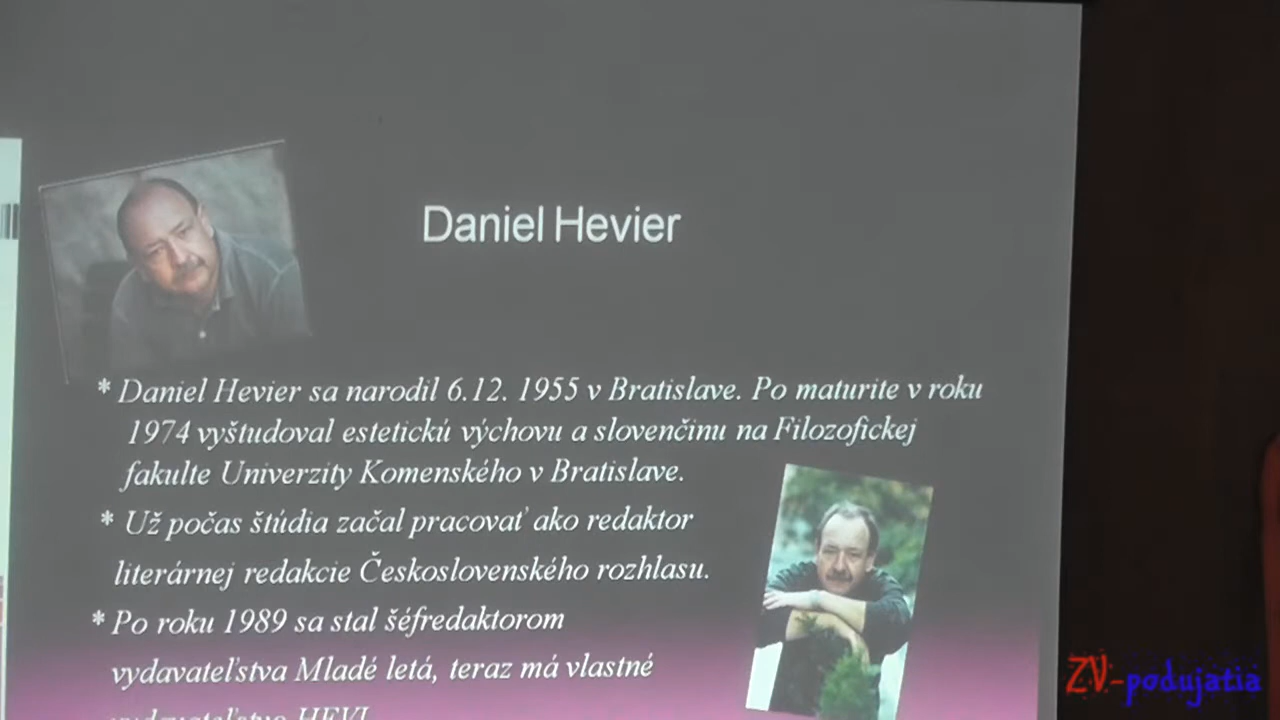 Daniel Hevier
* Daniel Hevier sa narodil 6.12. 1955 v Bratislave. Po maturite v roku
1974 vyštudoval estetickú výchovu a slovenčinu na Filozofickej
fakulte Univerzity Komenského v Bratislave.
* Už počas štúdia začal pracovať ako redaktor
literárnej redakcie Československého rozhlasu.
* Po roku 1989 sa stal šéfredaktorom
vydavateľstva Mladé letá, teraz má vlastné
vydavateľstvo HEVI
ZV-podujatia